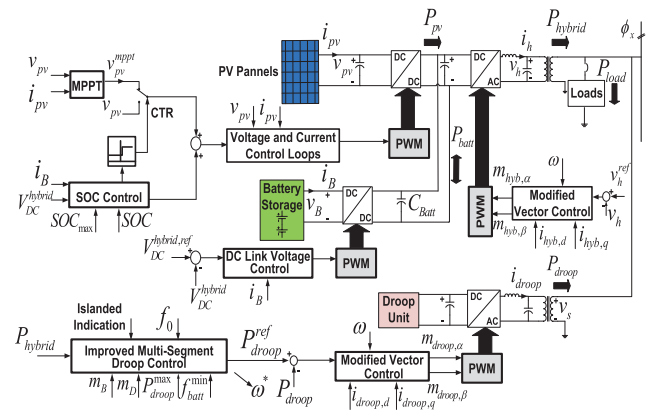 i_pv
P_pv
P_hybrid
ϕ_x
PV Pannels
v_pv
DC
DC
DC
AC
i_h
v_h
P_load
Loads
v_pv
i_pv
MPPT
v_pv^mppt
v_pv
CTR
v_pv
i_pv
Voltage and Current
Control Loops
PWM
P_batt
i_B
V_DC^hybrid
SOC Control
SOC_max
SOC
Battery
Storage
i_B
v_B
DC
DC
C_Batt
PWM
m_hyb,α
m_hyb,β
ω
Modified
Vector Control
v_h^ref
v_h
i_hyb,d
i_hyb,q
V_DC^hybrid,ref
V_DC^hybrid
DC Link Voltage
Control
i_B
PWM
Droop
Unit
DC
AC
i_droop
P_droop
v_s
Islanded
Indication
f_0
P_hybrid
Improved Multi-Segment
Droop Control
P_droop^ref
ω*
P_droop
m_B
m_D
P_droop^max
f_batt^min
ω
Modified Vector
Control
i_droop,d
i_droop,q
m_droop,α
m_droop,β
PWM